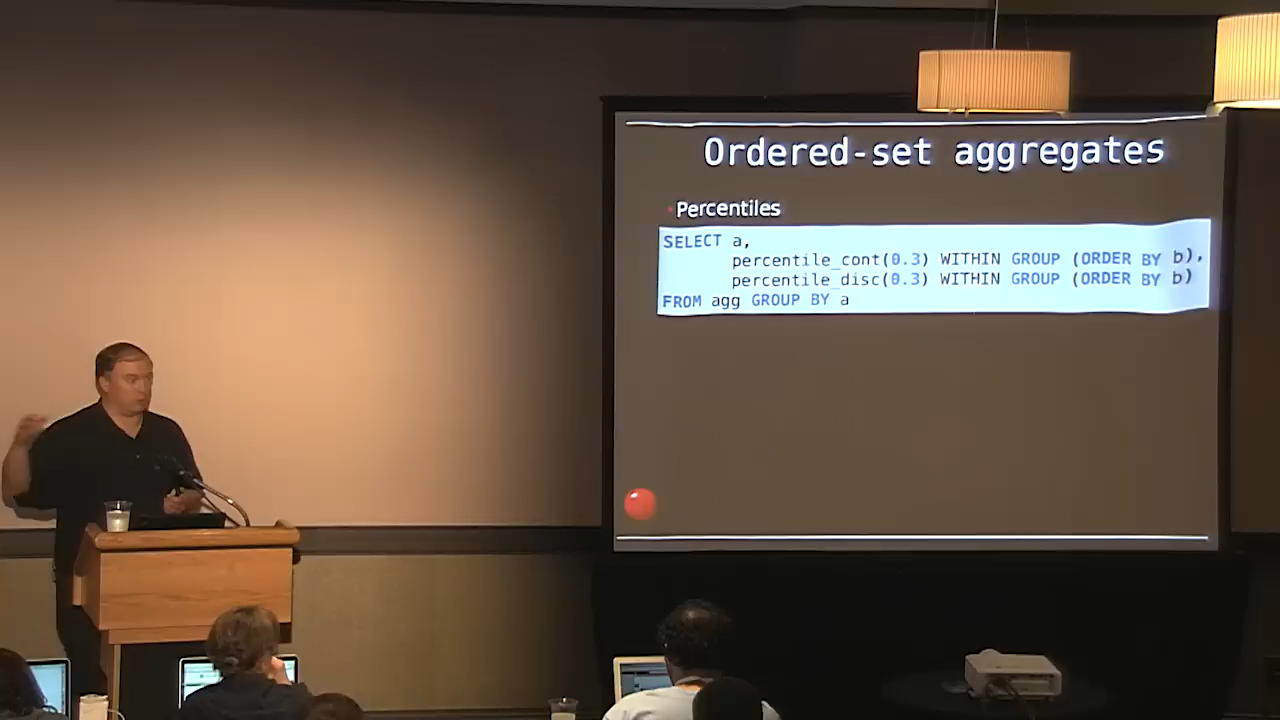 Ordered-set aggregates
Percentiles
SELECT a,
percentile_cont(0.3) WITHIN GROUP (ORDER BY b),
percentile_disc(0.3) WITHIN GROUP (ORDER BY b)
FROM agg GROUP BY a